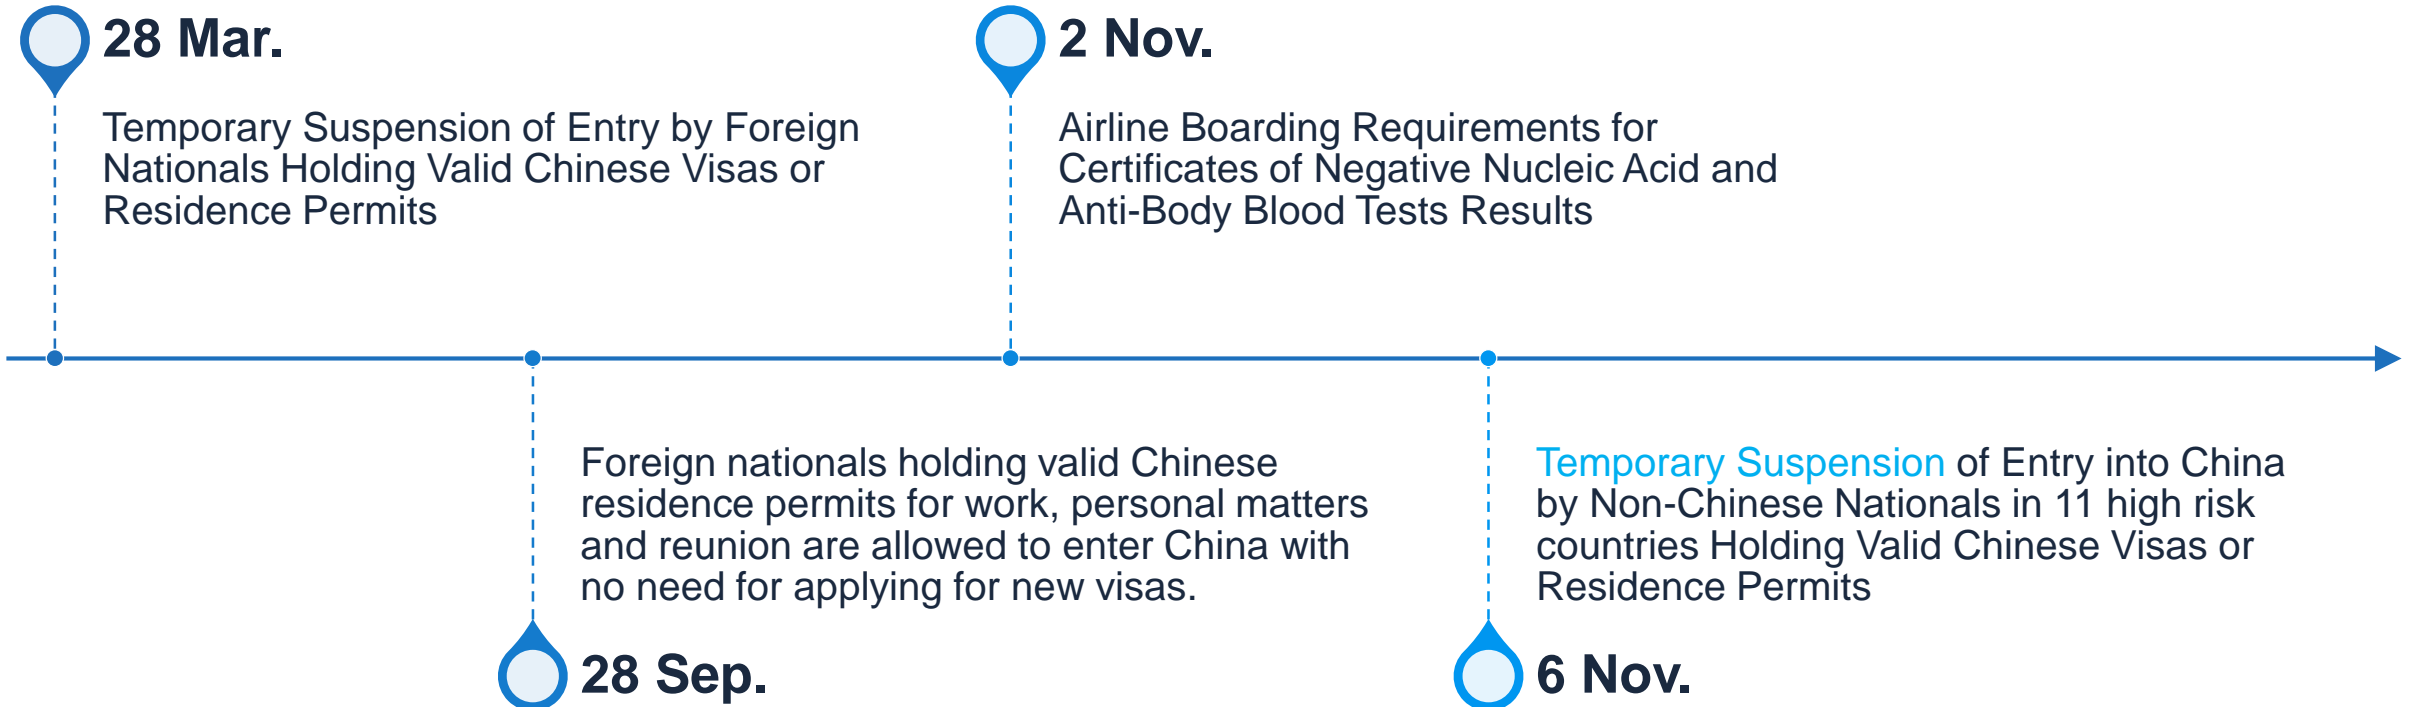 28 Mar.
Temporary Suspension of Entry by Foreign
Nationals Holding Valid Chinese Visas or
Residence Permits
2 Nov.
Airline Boarding Requirements for
Certificates of Negative Nucleic Acid and
Anti-Body Blood Tests Results
Foreign nationals holding valid Chinese
residence permits for work, personal matters
and reunion are allowed to enter China with
no need for applying for new visas.
28 Sep.
Temporary Suspension of Entry into China
by Non-Chinese Nationals in 11 high risk
countries Holding Valid Chinese Visas or
Residence Permits
6 Nov.